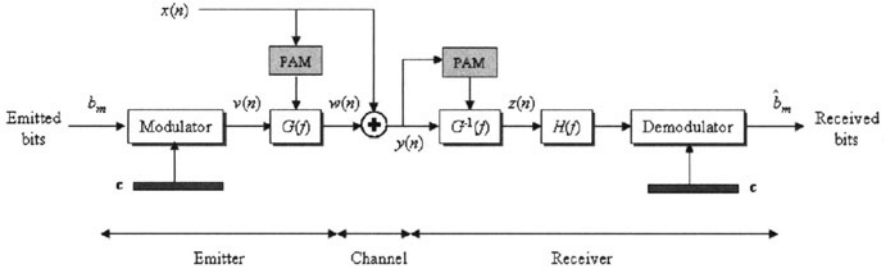 x(n)
PAM
PAM
Emitted bits
b_m
Modulator
v(n)
G(f)
w(n)
+
y(n)
G⁻¹(f)
z(n)
H(f)
Demodulator
b̂_m
Received bits
c
c
Emitter
Channel
Receiver